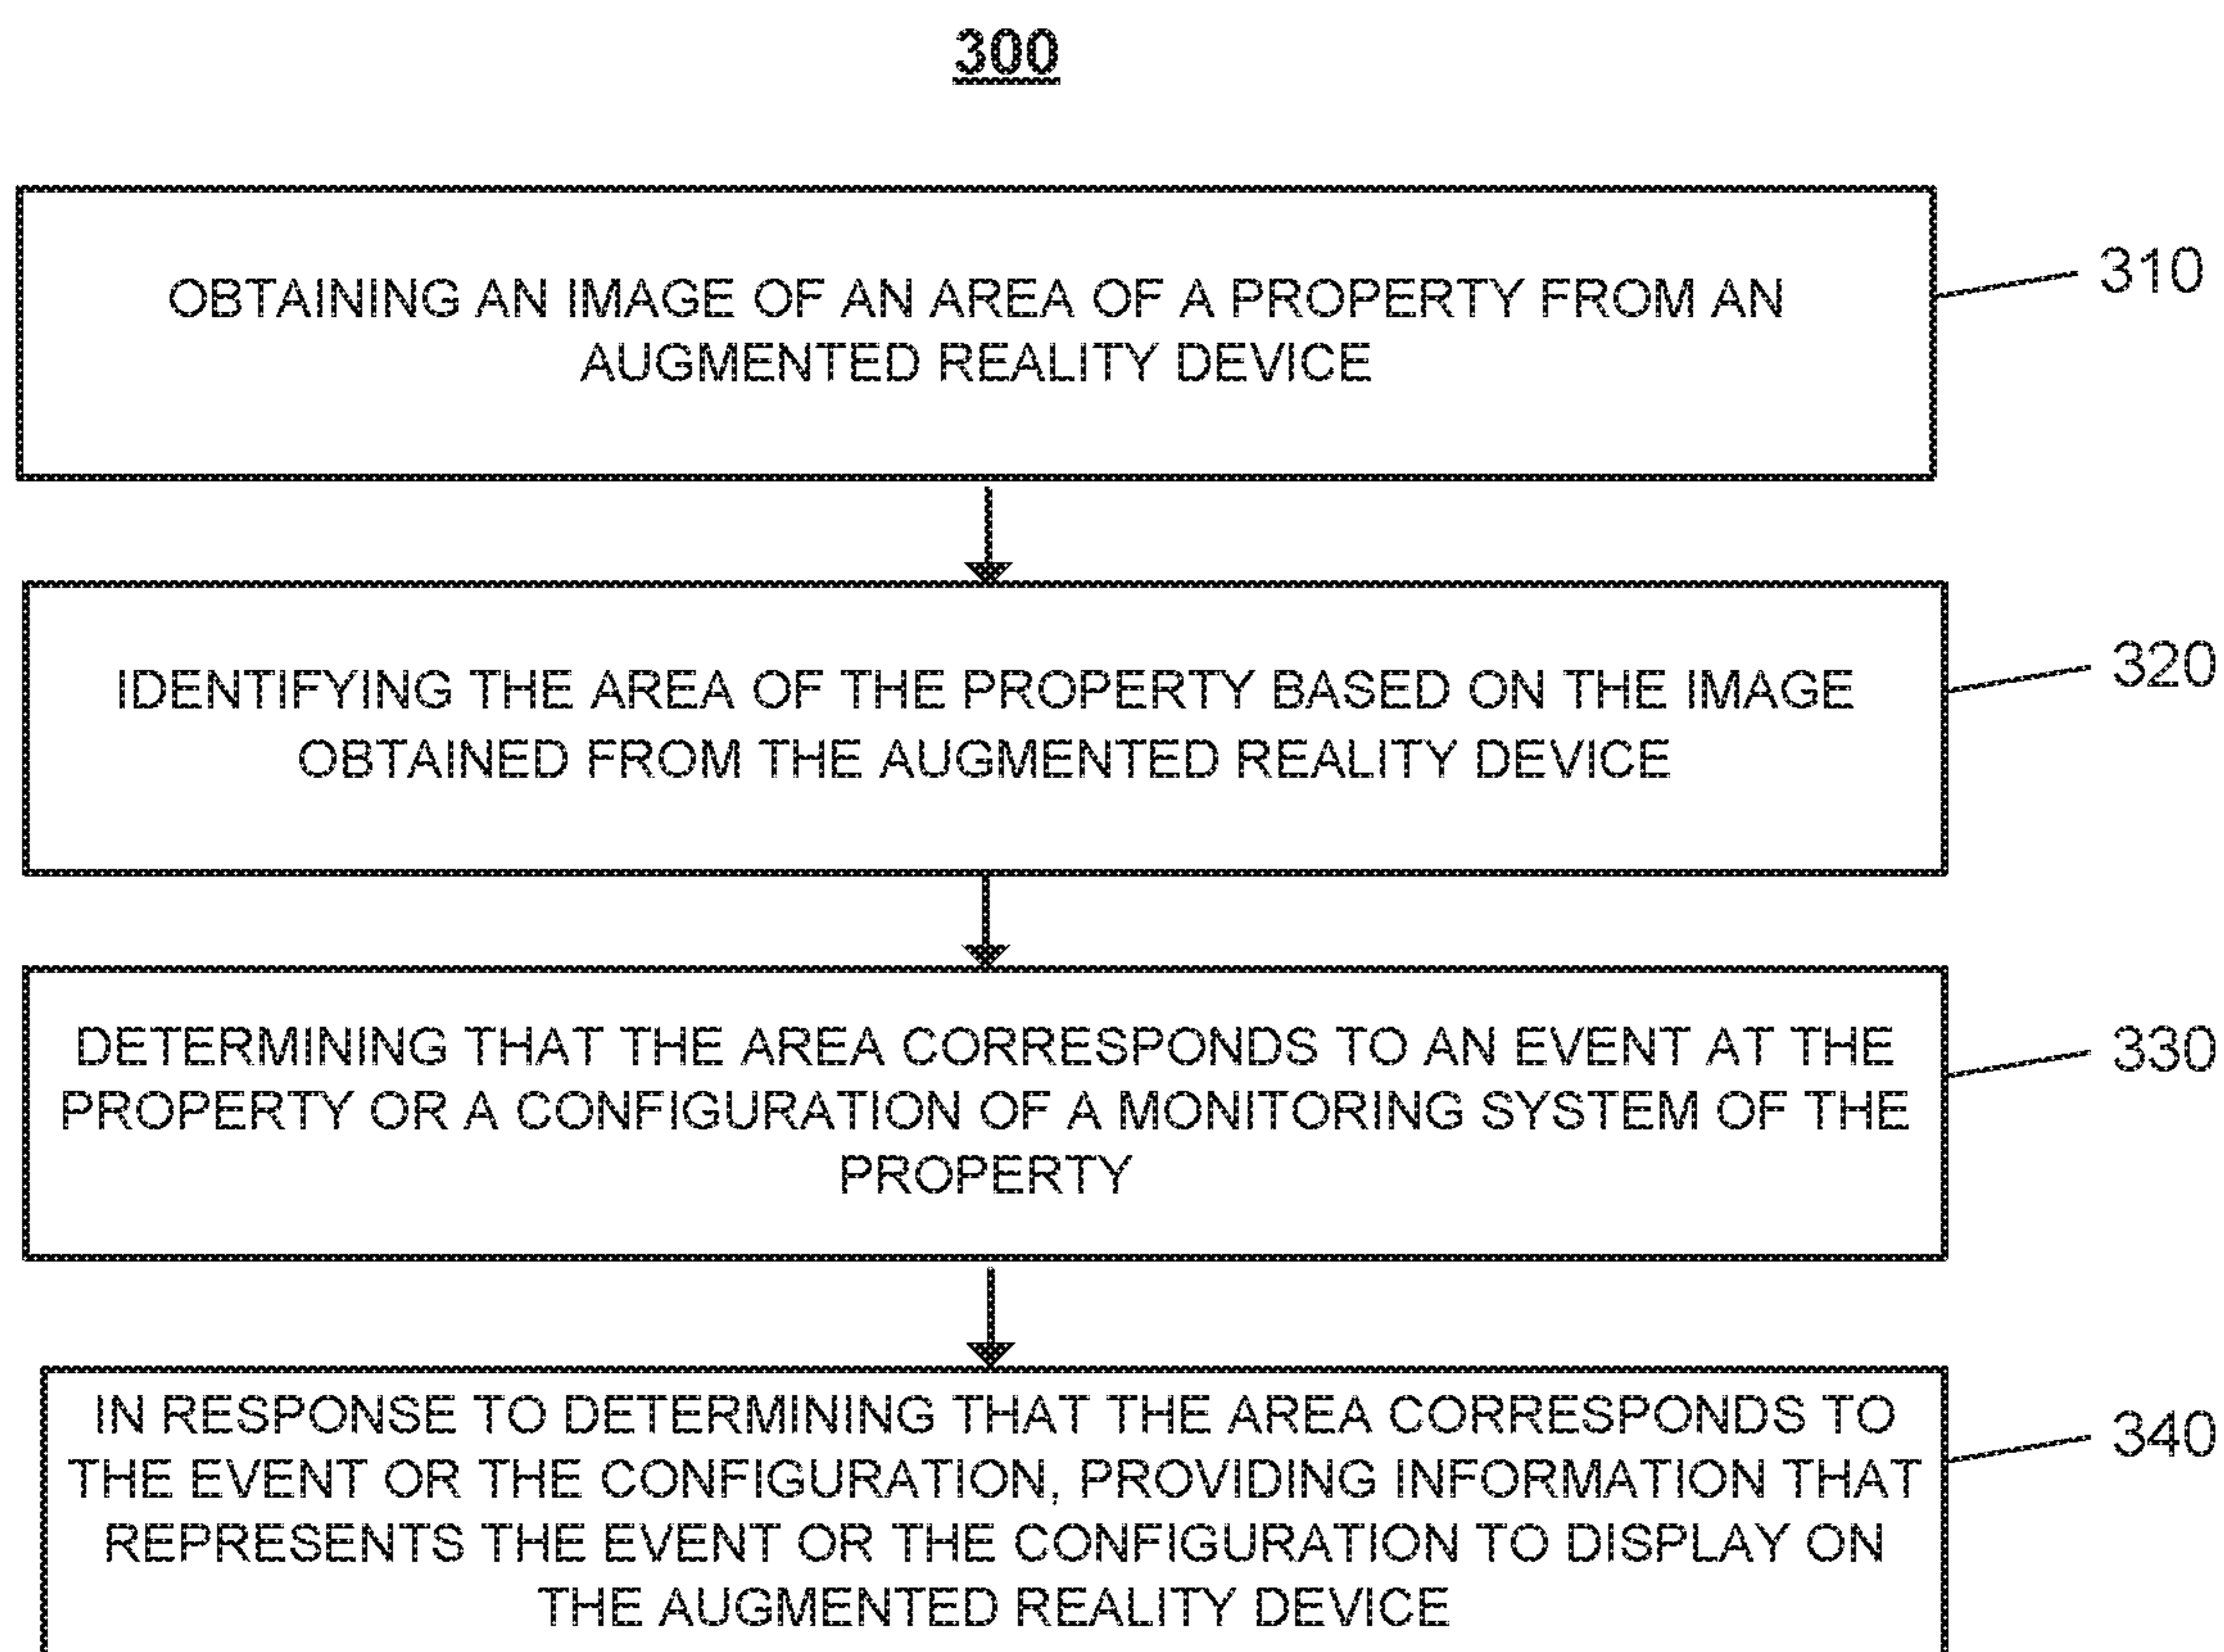 300
OBTAINING AN IMAGE OF AN AREA OF A PROPERTY FROM AN
AUGMENTED REALITY DEVICE
310
IDENTIFYING THE AREA OF THE PROPERTY BASED ON THE IMAGE
OBTAINED FROM THE AUGMENTED REALITY DEVICE
320
DETERMINING THAT THE AREA CORRESPONDS TO AN EVENT AT THE
PROPERTY OR A CONFIGURATION OF A MONITORING SYSTEM OF THE
PROPERTY
330
IN RESPONSE TO DETERMINING THAT THE AREA CORRESPONDS TO
THE EVENT OR THE CONFIGURATION, PROVIDING INFORMATION THAT
REPRESENTS THE EVENT OR THE CONFIGURATION TO DISPLAY ON
THE AUGMENTED REALITY DEVICE
340